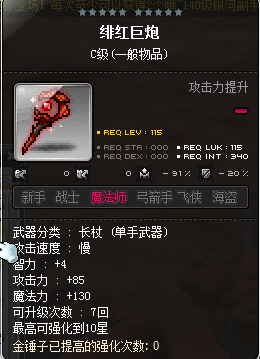 绯红巨炮
C级(一般物品)
攻击力提升
REQ LEV : 115
REQ STR : 000 REQ LUK : 115
REQ DEX : 000 REQ INT : 340
0 0 - 91% - 20%
新手 战士 魔法师 弓箭手 飞侠 海盗
武器分类 : 长杖 (单手武器)
攻击速度 : 慢
智力 : +4
攻击力 : +85
魔法力 : +130
可升级次数 : 7回
最高可强化到10星
金锤子已提高的强化次数: 0